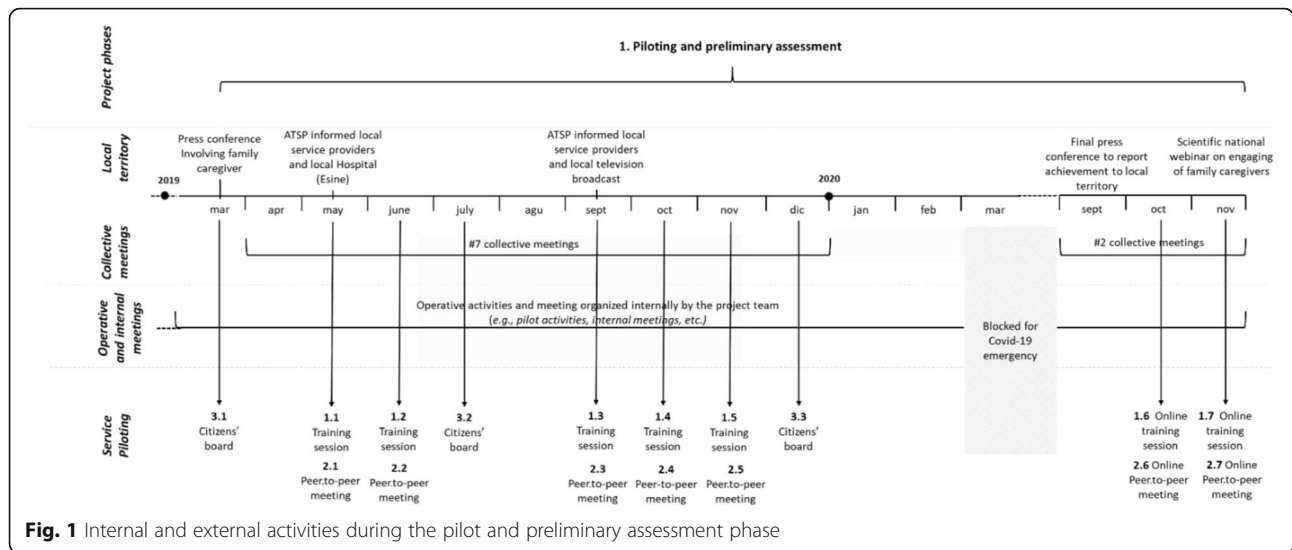 Project phases
1. Piloting and preliminary assessment
Local
territory
Press conference
Involving family
caregiver
ATSP informed local
service providers
and local Hospital
(Esine)
ATSP informed local
service providers
and local television
broadcast
Final press
conference to report
achievement to local
territory
Scientific national
webinar on engaging
of family caregivers
2019
2020
mar
apr
may
june
july
agu
sept
oct
nov
dic
jan
feb
mar
sept
oct
nov
Collective
meetings
#7 collective meetings
#2 collective meetings
Operative
and internal
meetings
Operative activities and meeting organized internally by the project team
(e.g., pilot activities, internal meetings, etc.)
Blocked for
Covid-19
emergency
Service
Piloting
3.1
Citizens'
board
1.1
Training
session
2.1
Peer.to-peer
meeting
1.2
Training
session
2.2
Peer.to-peer
meeting
3.2
Citizens'
board
1.3
Training
session
2.3
Peer.to-peer
meeting
1.4
Training
session
2.4
Peer-to-peer
meeting
1.5
Training
session
2.5
Peer.to-peer
meeting
3.3
Citizens'
board
1.6 Online
training
session
2.6 Online
Peer.to-peer
meeting
1.7 Online
training
session
2.7 Online
Peer.to-peer
meeting
Fig. 1 Internal and external activities during the pilot and preliminary assessment phase